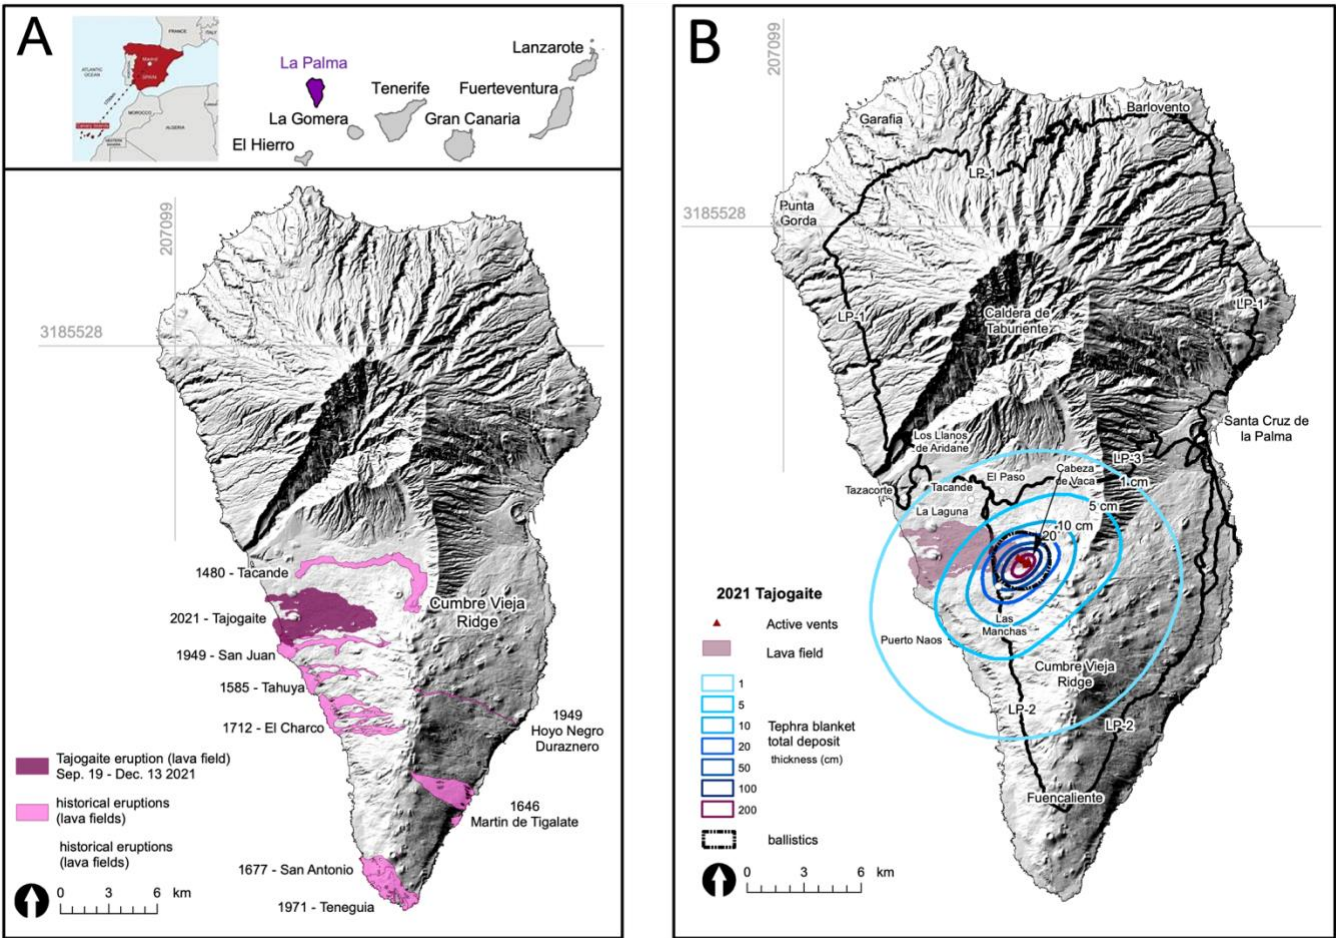 A
FRANCE
ITALY
ATLANTIC
OCEAN
Madrid
SPAIN
MOROCCO
ALGERIA
Canary Islands
La Palma
Lanzarote
Tenerife
Fuerteventura
La Gomera
Gran Canaria
El Hierro
207099
3185528
1480 - Tacande
2021 - Tajogaite
Cumbre Vieja
Ridge
1949 - San Juan
1585 - Tahuya
1712 - El Charco
1949
Hoyo Negro
Duraznero
Tajogaite eruption (lava field)
Sep. 19 - Dec. 13 2021
historical eruptions
(lava fields)
1646
Martin de Tigalate
historical eruptions
(lava fields)
1677 - San Antonio
1971 - Teneguia
0 3 6 km
B
207099
Barlovento
Garafia
LP-1
Punta
Gorda
3185528
LP-1
LP-1
Caldera de
Taburiente
Santa Cruz de
la Palma
Los Llanos
de Aridane
LP-3
Cabeza
de Vaca
El Paso
1 cm
Tazacorte
Tacande
La Laguna
5 cm
10 cm
20
2021 Tajogaite
Active vents
Lava field
Las
Manchas
Puerto Naos
Cumbre Vieja
Ridge
LP-2
LP-2
1
5
10
20
50
100
200
Tephra blanket
total deposit
thickness (cm)
Fuencaliente
ballistics
0 3 6 km